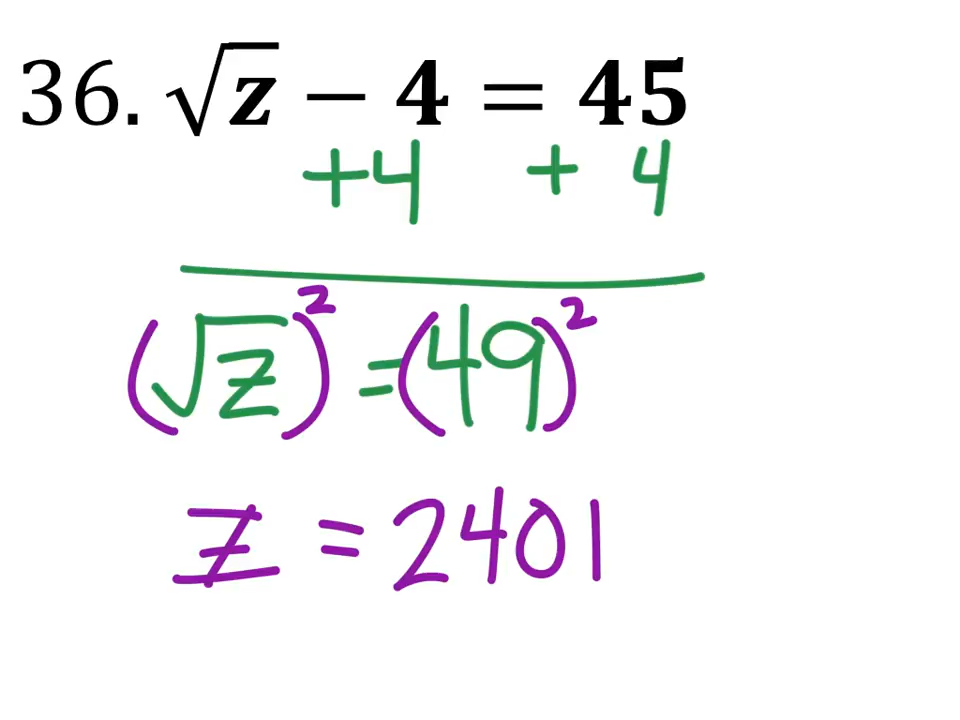 36. √z − 4 = 45
+4 + 4
(√z)² = (49)²
z = 2401